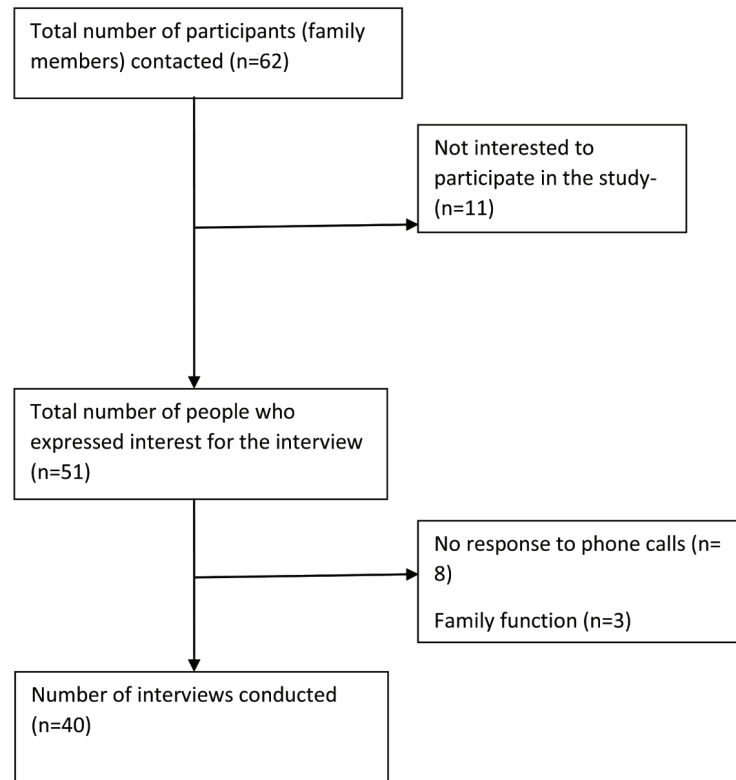 Total number of participants (family
members) contacted (n=62)
Not interested to
participate in the study-
(n=11)
Total number of people who
expressed interest for the interview
(n=51)
No response to phone calls (n=
8)
Family function (n=3)
Number of interviews conducted
(n=40)